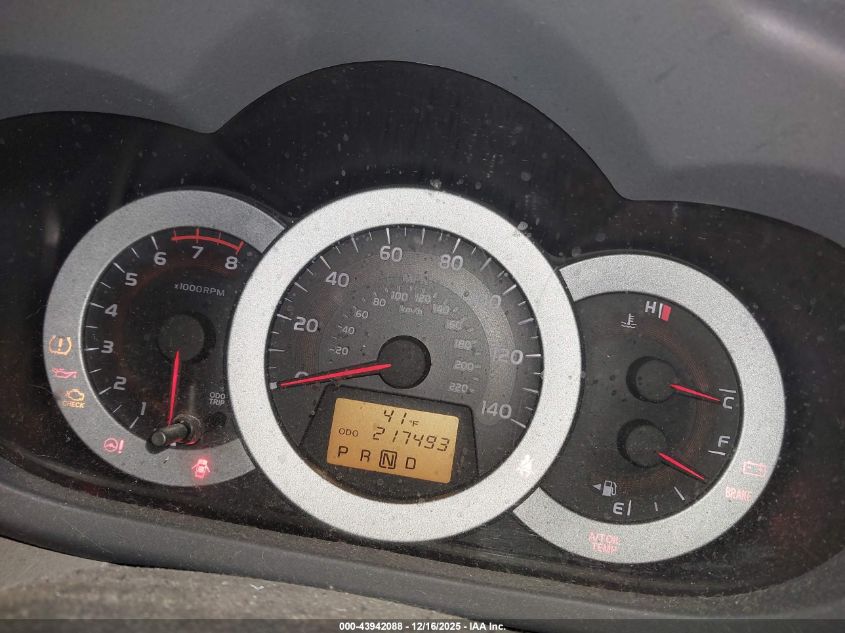 6 7 8
5
4
3
2
1
x1000RPM
ODO
TRIP
CHECK
0 20 40 60 80 120 140
20 40 60 80 100 120 140 160 180 200 220
km/h
41°F
ODO 217493
P R N D
H
C
F
E
BRAKE
A/T OIL
TEMP
000-43942088 - 12/16/2025 - IAA Inc.